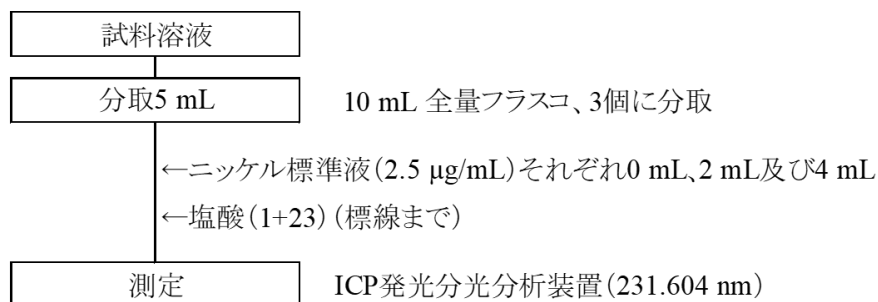 試料溶液
分取5 mL 10 mL 全量フラスコ、3個に分取
←ニッケル標準液(2.5 μg/mL)それぞれ0 mL、2 mL及び4 mL
←塩酸(1+23) (標線まで)
測定 ICP発光分光分析装置(231.604 nm)